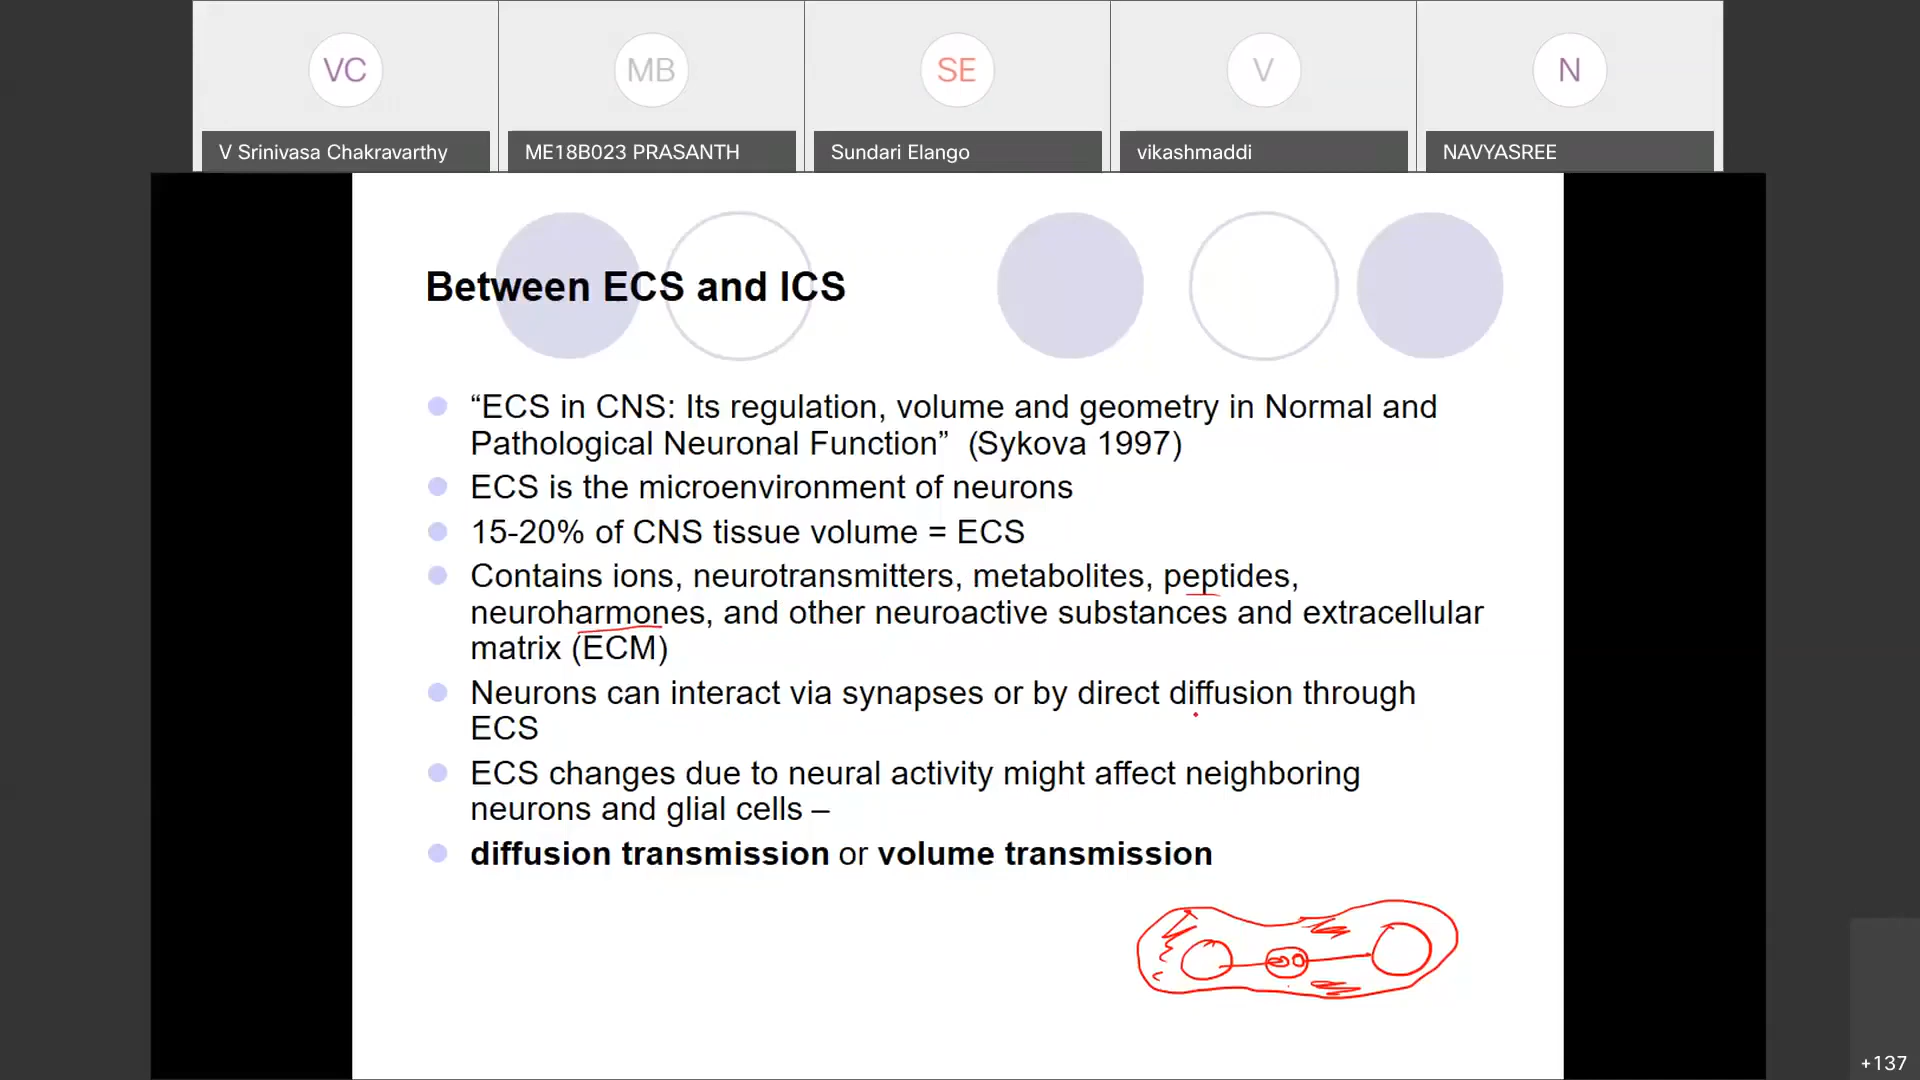 VC
MB
SE
V
N
V Srinivasa Chakravarthy
ME18B023 PRASANTH
Sundari Elango
vikashmaddi
NAVYASREE
Between ECS and ICS
“ECS in CNS: Its regulation, volume and geometry in Normal and
Pathological Neuronal Function” (Sykova 1997)
ECS is the microenvironment of neurons
15-20% of CNS tissue volume = ECS
Contains ions, neurotransmitters, metabolites, peptides,
neuroharmones, and other neuroactive substances and extracellular
matrix (ECM)
Neurons can interact via synapses or by direct diffusion through
ECS
ECS changes due to neural activity might affect neighboring
neurons and glial cells –
diffusion transmission or volume transmission
+137